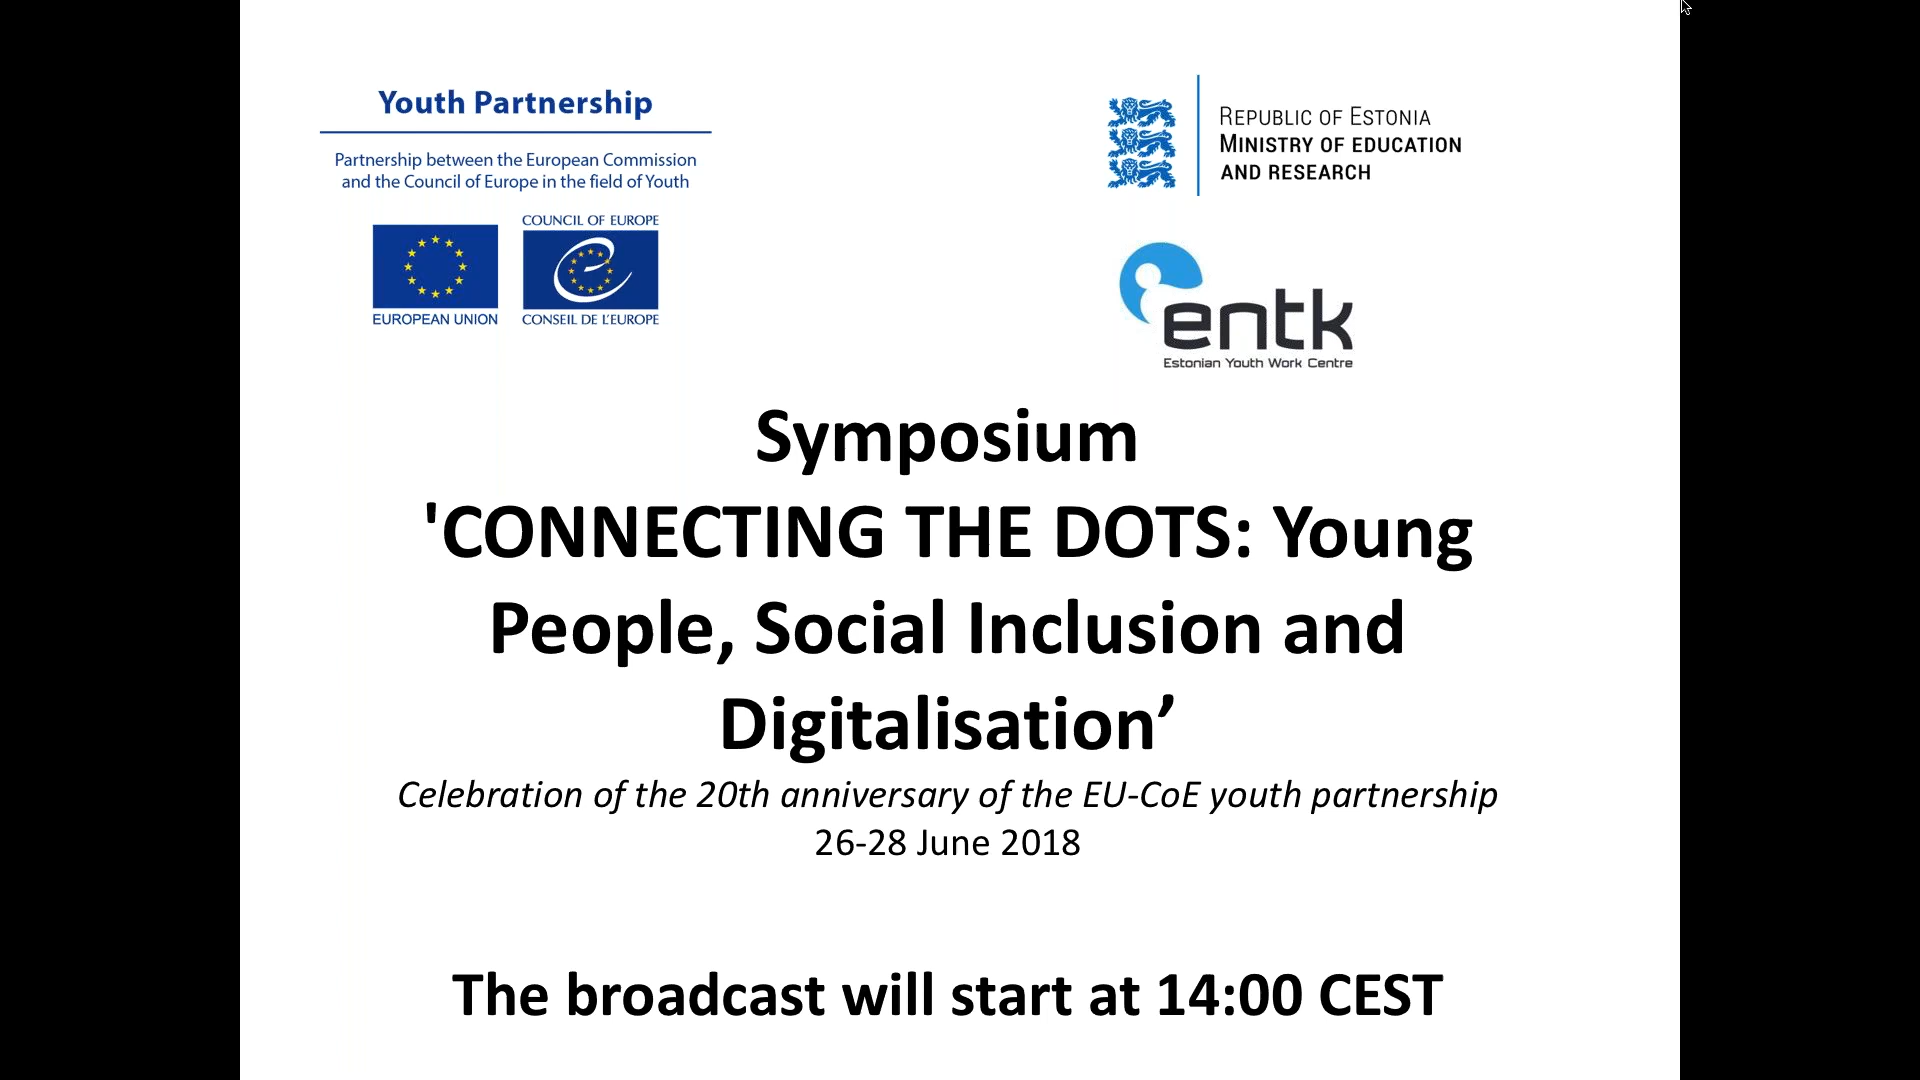 Youth Partnership
Partnership between the European Commission
and the Council of Europe in the field of Youth
COUNCIL OF EUROPE
EUROPEAN UNION
CONSEIL DE L'EUROPE
REPUBLIC OF ESTONIA
MINISTRY OF EDUCATION
AND RESEARCH
entk
Estonian Youth Work Centre
Symposium
'CONNECTING THE DOTS: Young
People, Social Inclusion and
Digitalisation’
Celebration of the 20th anniversary of the EU-CoE youth partnership
26-28 June 2018
The broadcast will start at 14:00 CEST